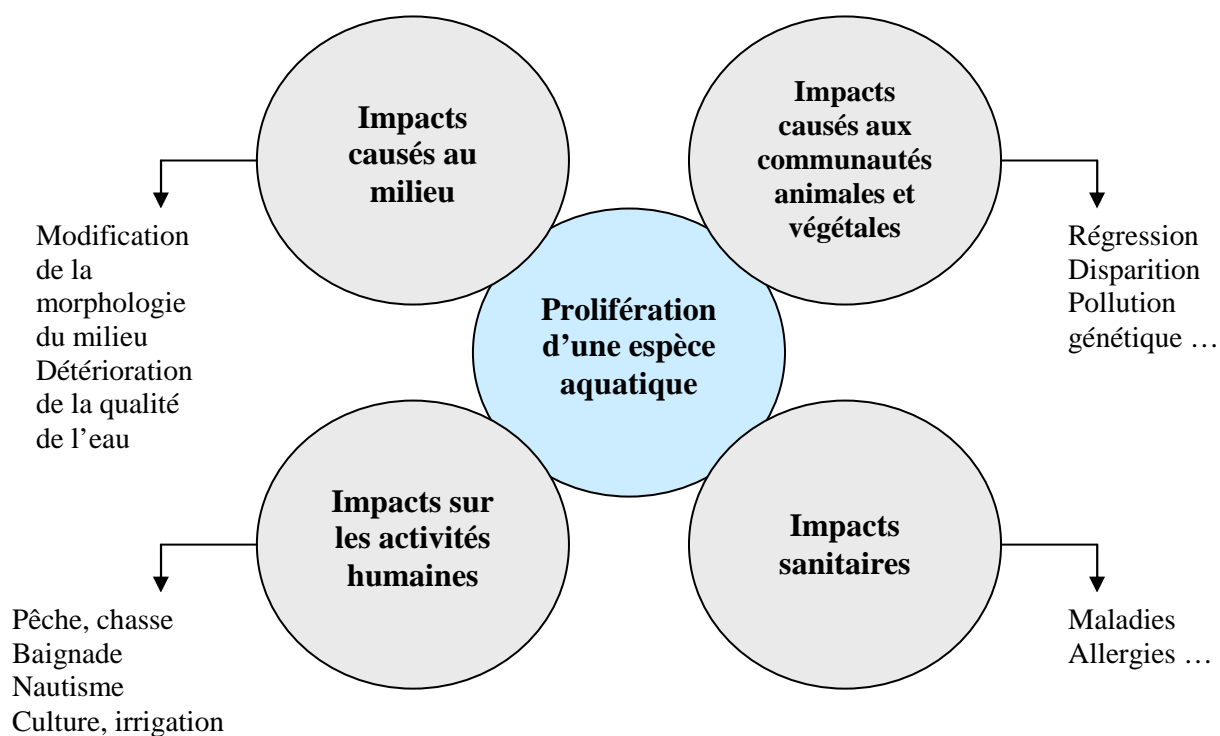 Impacts
causés au
milieu
Impacts
causés aux
communautés
animales et
végétales
Modification
de la
morphologie
du milieu
Détérioration
de la qualité
de l’eau
Régression
Disparition
Pollution
génétique …
Prolifération
d’une espèce
aquatique
Impacts sur
les activités
humaines
Impacts
sanitaires
Pêche, chasse
Baignade
Nautisme
Culture, irrigation
Maladies
Allergies …